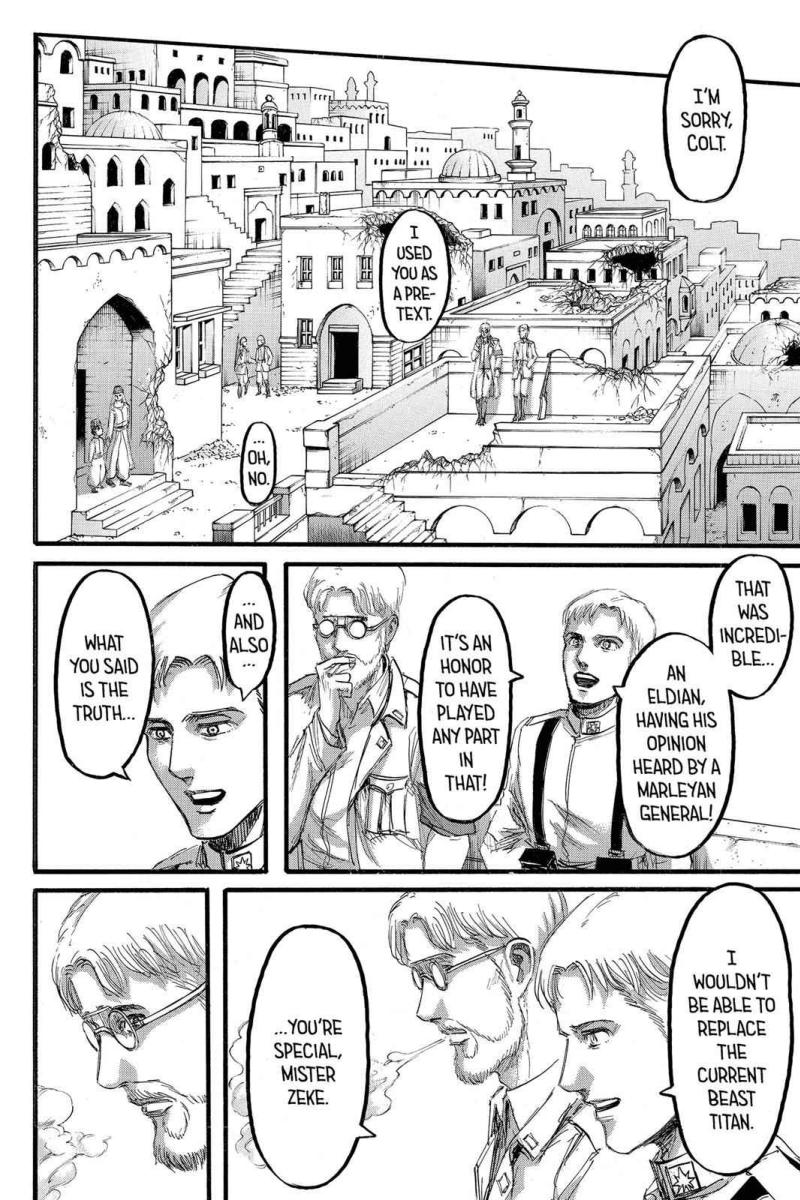 I'M
SORRY,
COLT.
I
USED
YOU AS
A PRE-
TEXT.
...
OH,
NO.
THAT
WAS
INCREDI-
BLE...
AN
ELDIAN,
HAVING HIS
OPINION
HEARD BY A
MARLEYAN
GENERAL!
IT'S AN
HONOR
TO HAVE
PLAYED
ANY PART
IN
THAT!
...
AND
ALSO
...
WHAT
YOU SAID
IS THE
TRUTH...
I
WOULDN'T
BE ABLE TO
REPLACE
THE
CURRENT
BEAST
TITAN.
...YOU'RE
SPECIAL,
MISTER
ZEKE.